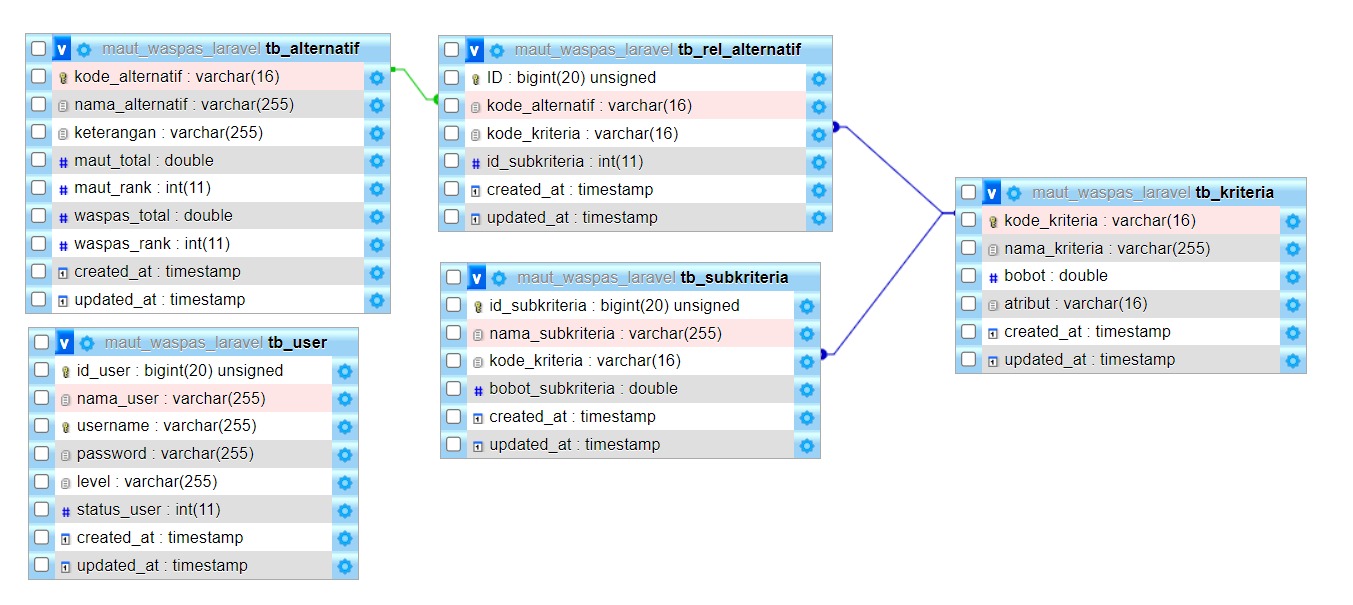 v maut_waspas_laravel tb_alternatif
kode_alternatif : varchar(16)
nama_alternatif : varchar(255)
keterangan : varchar(255)
# maut_total : double
# maut_rank : int(11)
# waspas_total : double
# waspas_rank : int(11)
created_at : timestamp
updated_at : timestamp
v maut_waspas_laravel tb_user
id_user : bigint(20) unsigned
nama_user : varchar(255)
username : varchar(255)
password : varchar(255)
level : varchar(255)
# status_user : int(11)
created_at : timestamp
updated_at : timestamp
v maut_waspas_laravel tb_rel_alternatif
ID : bigint(20) unsigned
kode_alternatif : varchar(16)
kode_kriteria : varchar(16)
# id_subkriteria : int(11)
created_at : timestamp
updated_at : timestamp
v maut_waspas_laravel tb_subkriteria
id_subkriteria : bigint(20) unsigned
nama_subkriteria : varchar(255)
kode_kriteria : varchar(16)
# bobot_subkriteria : double
created_at : timestamp
updated_at : timestamp
v maut_waspas_laravel tb_kriteria
kode_kriteria : varchar(16)
nama_kriteria : varchar(255)
# bobot : double
atribut : varchar(16)
created_at : timestamp
updated_at : timestamp